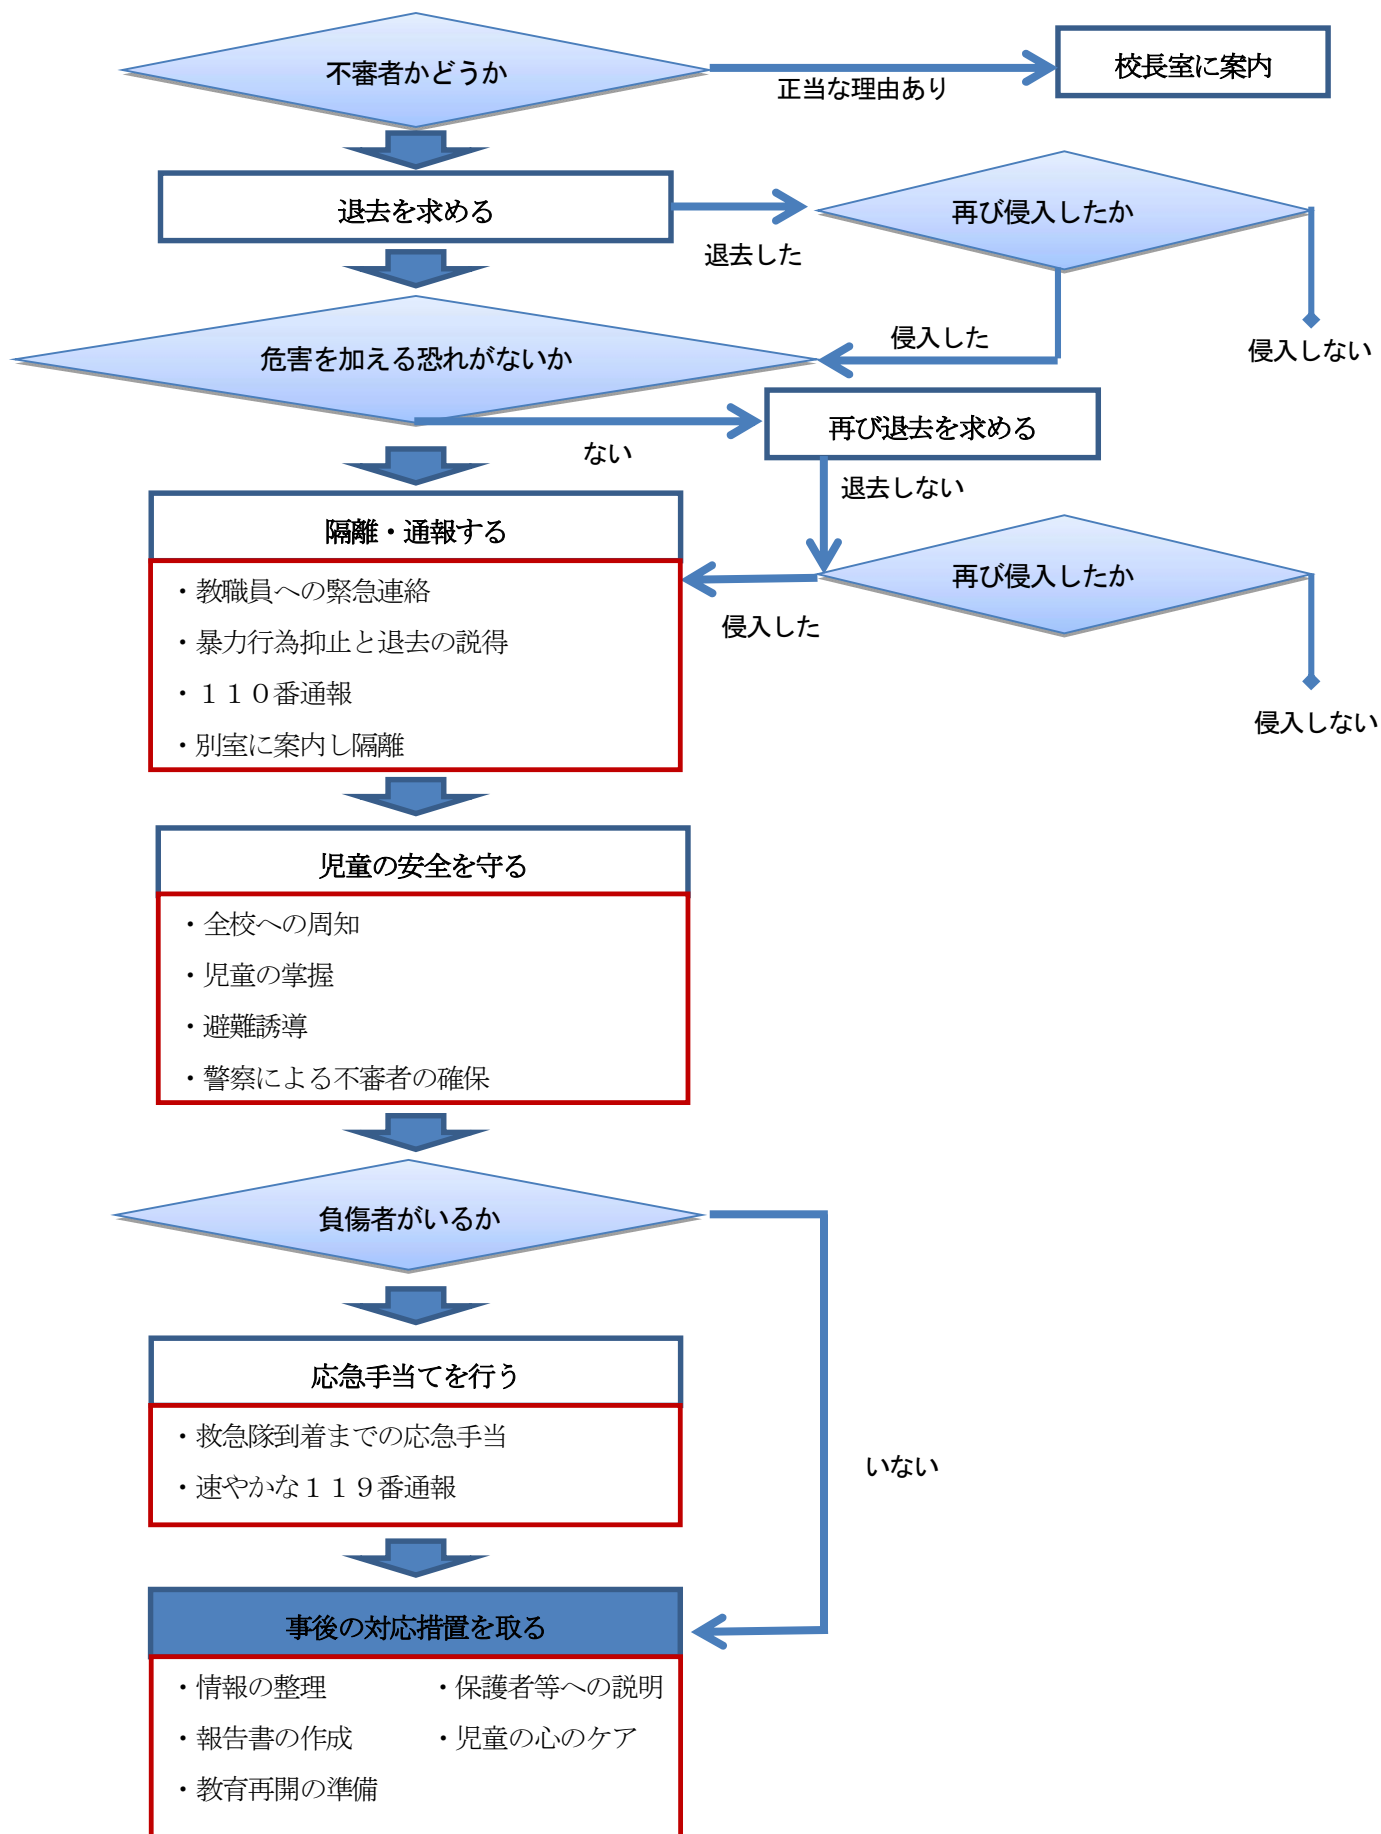 不審者かどうか
正当な理由あり
校長室に案内
退去を求める
退去した
再び侵入したか
侵入した
侵入しない
危害を加える恐れがないか
ない
再び退去を求める
退去しない
隔離・通報する
・教職員への緊急連絡
・暴力行為抑止と退去の説得
・１１０番通報
・別室に案内し隔離
再び侵入したか
侵入した
侵入しない
児童の安全を守る
・全校への周知
・児童の掌握
・避難誘導
・警察による不審者の確保
負傷者がいるか
応急手当てを行う
・救急隊到着までの応急手当
・速やかな１１９番通報
いない
事後の対応措置を取る
・情報の整理　・保護者等への説明
・報告書の作成　・児童の心のケア
・教育再開の準備